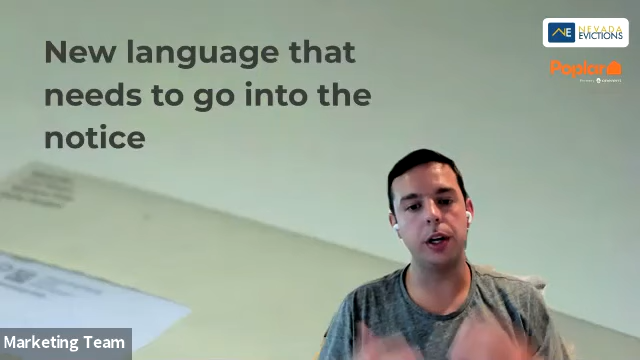 New language that
needs to go into the
notice
NEVADA
EVICTIONS
Poplar
Marketing Team